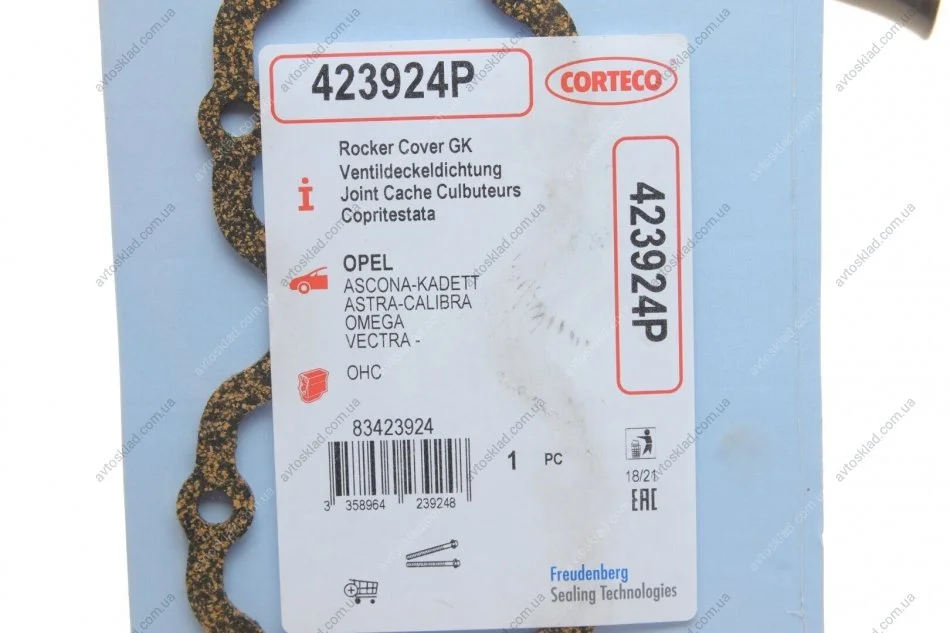 423924P
CORTECO
Rocker Cover GK
Ventildeckeldichtung
Joint Cache Culbuteurs
Copritestata
423924P
OPEL
ASCONA-KADETT
ASTRA-CALIBRA
OMEGA
VECTRA -
OHC
83423924
3 358964 239248
1 PC
18/21
EAC
Freudenberg
Sealing Technologies
avtosklad.com.ua